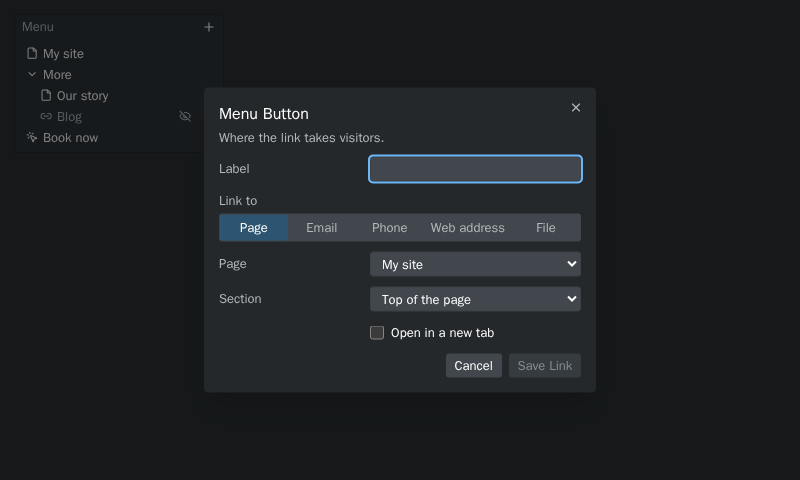 Menu
My site
More
Our story
Blog
Book now
Menu Button
Where the link takes visitors.
Label
Link to
Page Email Phone Web address File
Page My site
Section Top of the page
Open in a new tab
Cancel Save Link